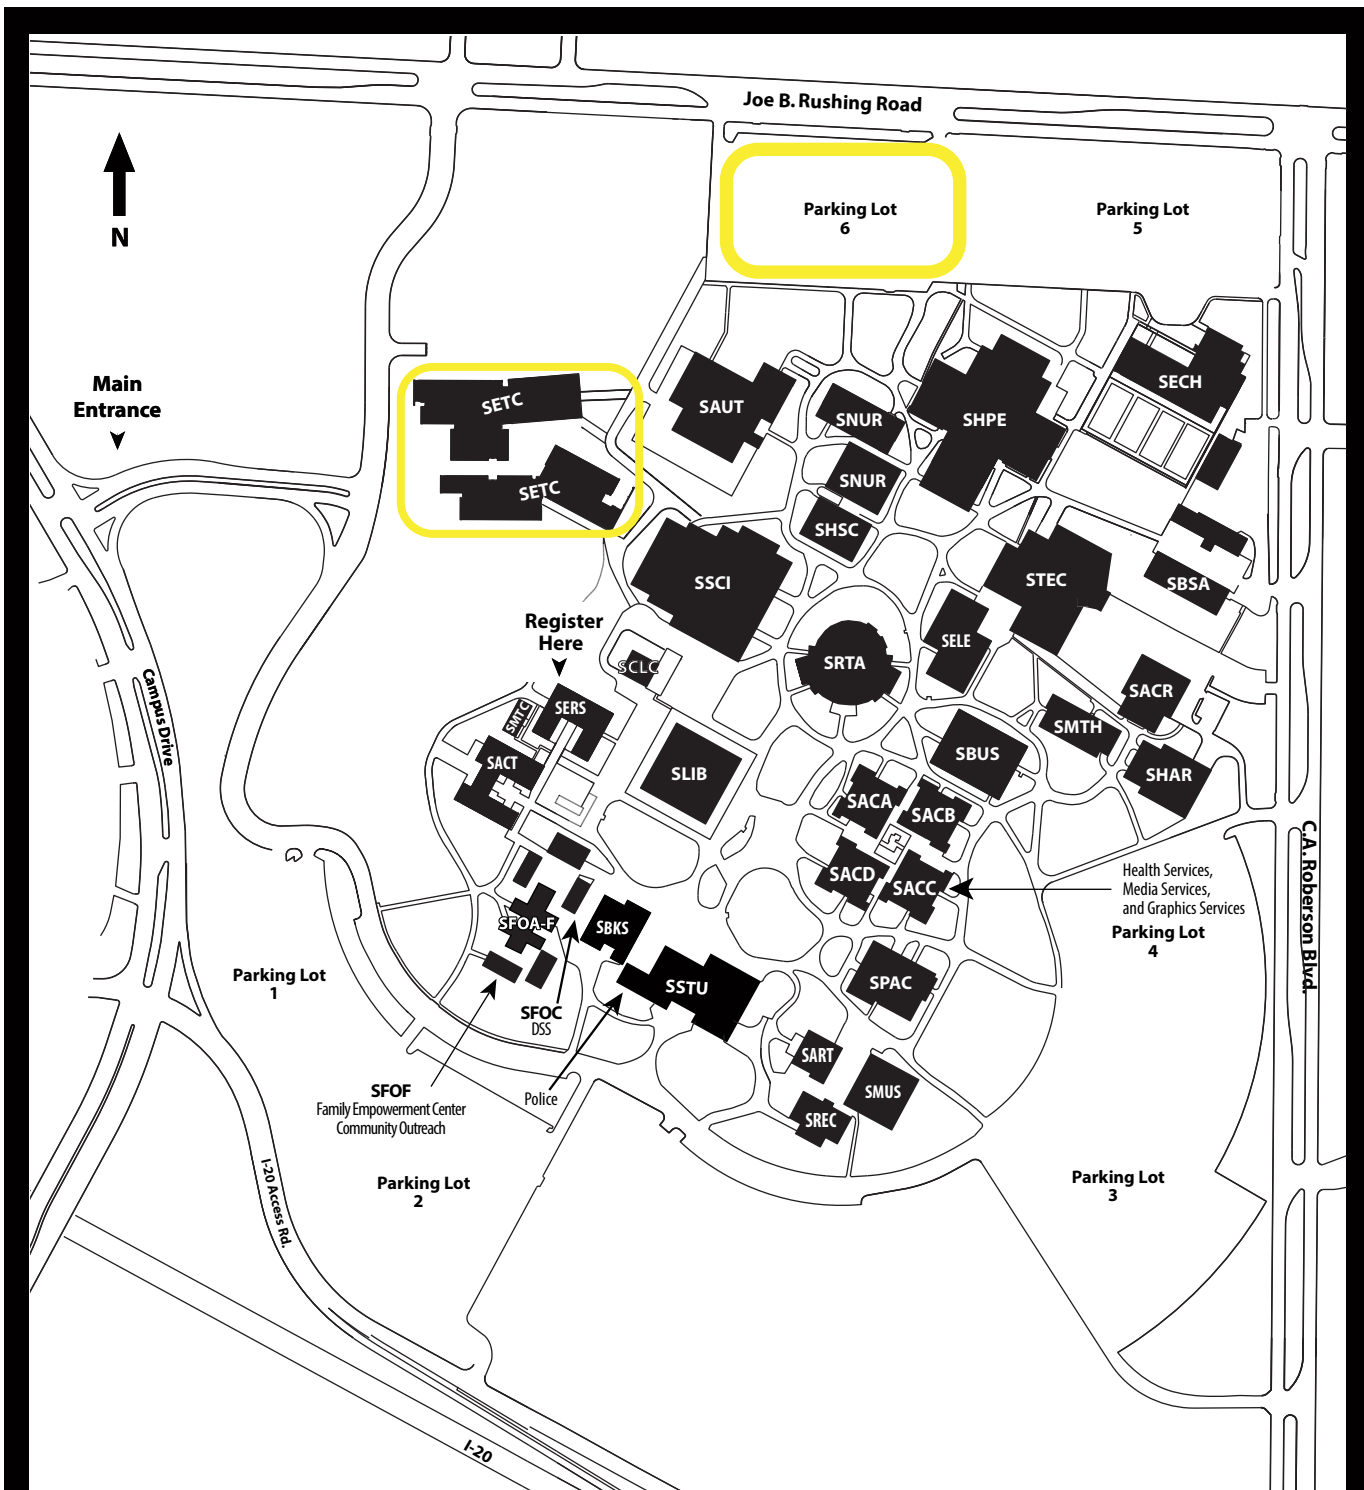 Joe B. Rushing Road
N
Parking Lot
6
Parking Lot
5
Main
Entrance
SETC
SETC
SAUT
SNUR
SNUR
SHSC
SHPE
SECH
SSCI
STEC
SBSA
Register
Here
SCLC
SRTA
SELE
SACR
SERS
SMTC
SACT
SLIB
SBUS
SMTH
SHAR
Campus Drive
SACA
SACB
SACD
SACC
Health Services,
Media Services,
and Graphics Services
Parking Lot
4
C.A. Roberson Blvd.
SFOA-F
SBKS
SSTU
SPAC
Parking Lot
1
SFOC
DSS
SART
SMUS
SREC
SFOF
Family Empowerment Center
Community Outreach
Police
Parking Lot
2
Parking Lot
3
I-20 Access Rd.
I-20